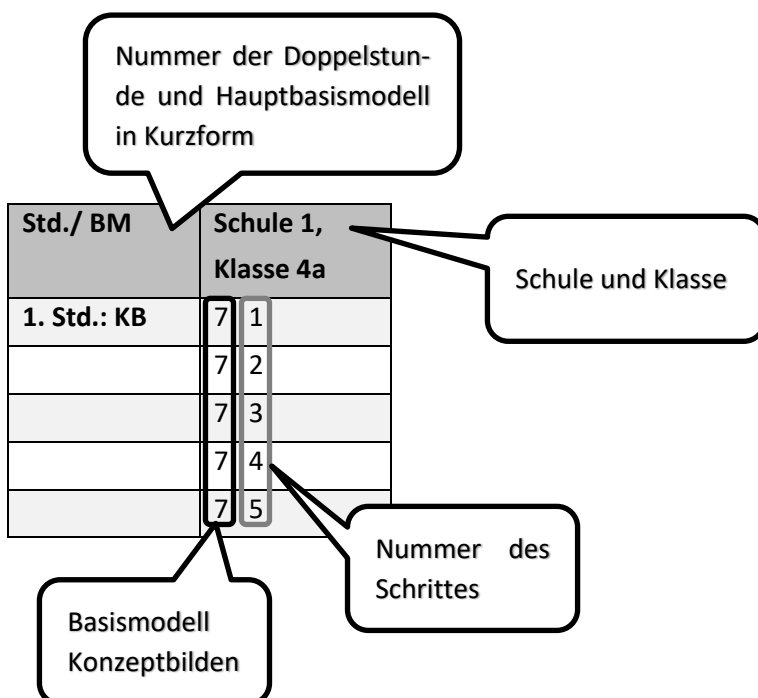 Nummer der Doppelstun-
de und Hauptbasismodell
in Kurzform
Std./ BM
Schule 1,
Klasse 4a
Schule und Klasse
1. Std.: KB
7 1
7 2
7 3
7 4
7 5
Nummer des
Schrittes
Basismodell
Konzeptbilden